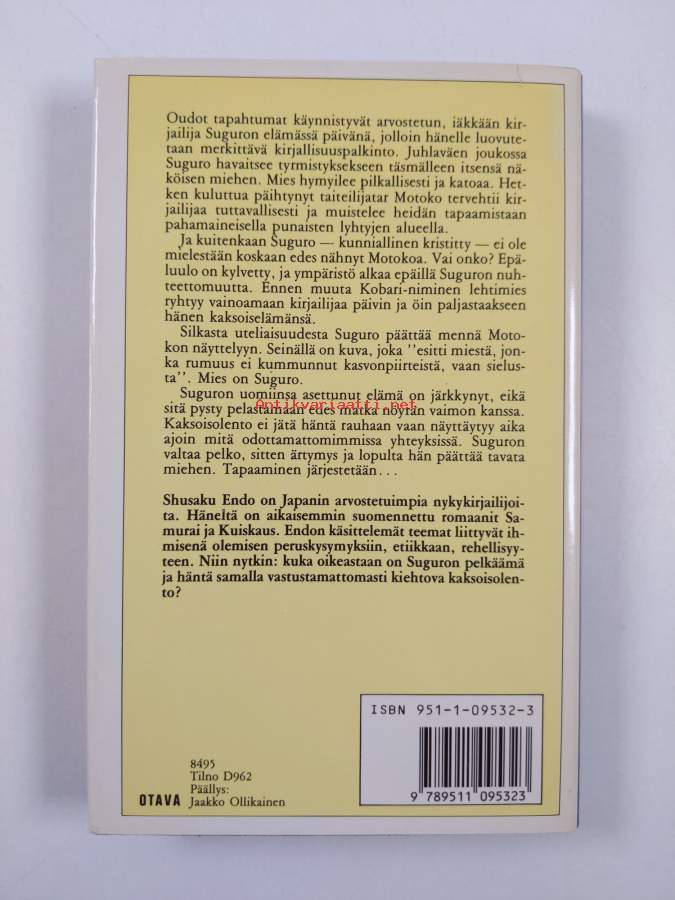 Oudot tapahtumat käynnistyvät arvostetun, iäkkään kir-
jailija Suguron elämässä päivänä, jolloin hänelle luovute-
taan merkittävä kirjallisuuspalkinto. Juhlaväen joukossa
Suguro havaitsee tyrmistyksekseen täsmälleen itsensä nä-
köisen miehen. Mies hymyilee pilkallisesti ja katoaa. Het-
ken kuluttua päihtynyt taiteilijatar Motoko tervehtii kir-
jailijaa tuttavallisesti ja muistelee heidän tapaamistaan
pahamaineisella punaisten lyhtyjen alueella.
Ja kuitenkaan Suguro — kunniallinen kristitty — ei ole
mielestään koskaan edes nähnyt Motokoa. Vai onko? Epä-
luulo on kylvetty, ja ympäristö alkaa epäillä Suguron nuh-
teettomuutta. Ennen muuta Kobari-niminen lehtimies
ryhtyy vainoamaan kirjailijaa päivin ja öin paljastaakseen
hänen kaksoiselämänsä.
Silkasta uteliaisuudesta Suguro päättää mennä Moto-
kon näyttelyyn. Seinällä on kuva, joka "esitti miestä, jon-
ka rumuus ei kummunnut kasvonpiirteistä, vaan sielus-
ta". Mies on Suguro.
Suguron uomiinsa asettunut elämä on järkkynyt, eikä
sitä pysty pelastamaan edes matka nöyrän vaimon kanssa.
Antikvariaatti.net
Kaksoisolento ei jätä häntä rauhaan vaan näyttäytyy aika
ajoin mitä odottamattomimmissa yhteyksissä. Suguron
valtaa pelko, sitten ärtymys ja lopulta hän päättää tavata
miehen. Tapaaminen järjestetään...
Shusaku Endo on Japanin arvostetuimpia nykykirjailijoi-
ta. Häneltä on aikaisemmin suomennettu romaanit Sa-
murai ja Kuiskaus. Endon käsittelemät teemat liittyvät ih-
misenä olemisen peruskysymyksiin, etiikkaan, rehellisyy-
teen. Niin nytkin: kuka oikeastaan on Suguron pelkäämä
ja häntä samalla vastustamattomasti kiehtova kaksoisolen-
to?
ISBN 951-1-09532-3
9 789511 095323
8495
Tilno D962
Päällys:
OTAVA Jaakko Ollikainen